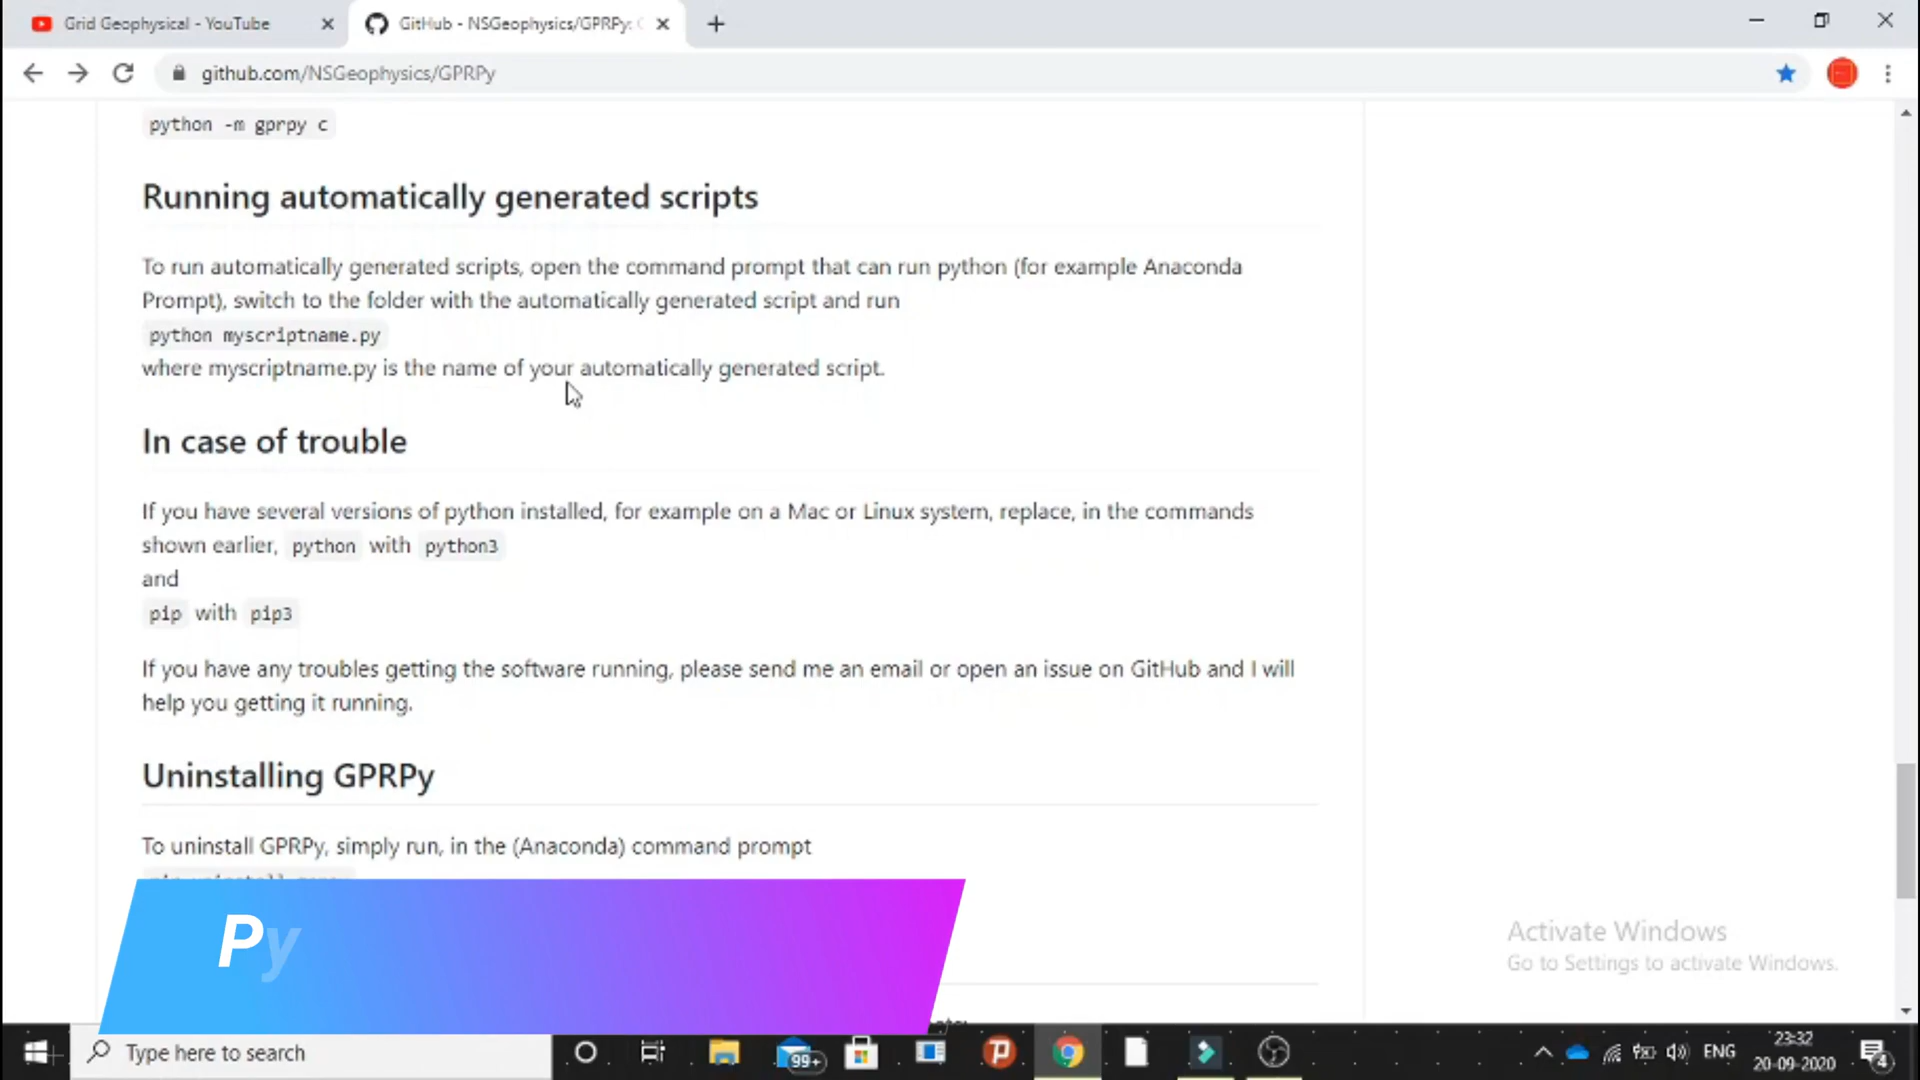 Grid Geophysical - YouTube
GitHub - NSGeophysics/GPRPy:
github.com/NSGeophysics/GPRPy
python -m gprpy c
Running automatically generated scripts
To run automatically generated scripts, open the command prompt that can run python (for example Anaconda
Prompt), switch to the folder with the automatically generated script and run
python myscriptname.py
where myscriptname.py is the name of your automatically generated script.
In case of trouble
If you have several versions of python installed, for example on a Mac or Linux system, replace, in the commands
shown earlier, python with python3
and
pip with pip3
If you have any troubles getting the software running, please send me an email or open an issue on GitHub and I will
help you getting it running.
Uninstalling GPRPy
To uninstall GPRPy, simply run, in the (Anaconda) command prompt
Py
Activate Windows
Go to Settings to activate Windows.
Type here to search
99+
ENG
23:32
20-09-2020
4